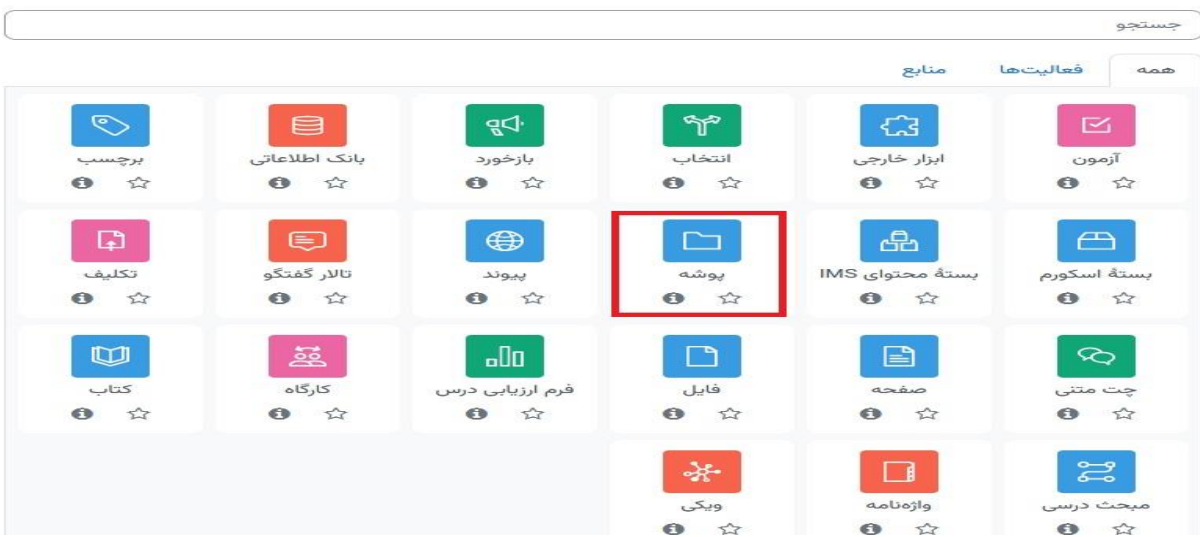 جستجو
همه فعالیت‌ها منابع
آزمون ابزار خارجی انتخاب بازخورد بانک اطلاعاتی برچسب
بستهٔ اسکورم بستهٔ محتوای IMS پوشه پیوند تالار گفتگو تکلیف
چت متنی صفحه فایل فرم ارزیابی درس کارگاه کتاب
مبحث درسی واژه‌نامه ویکی